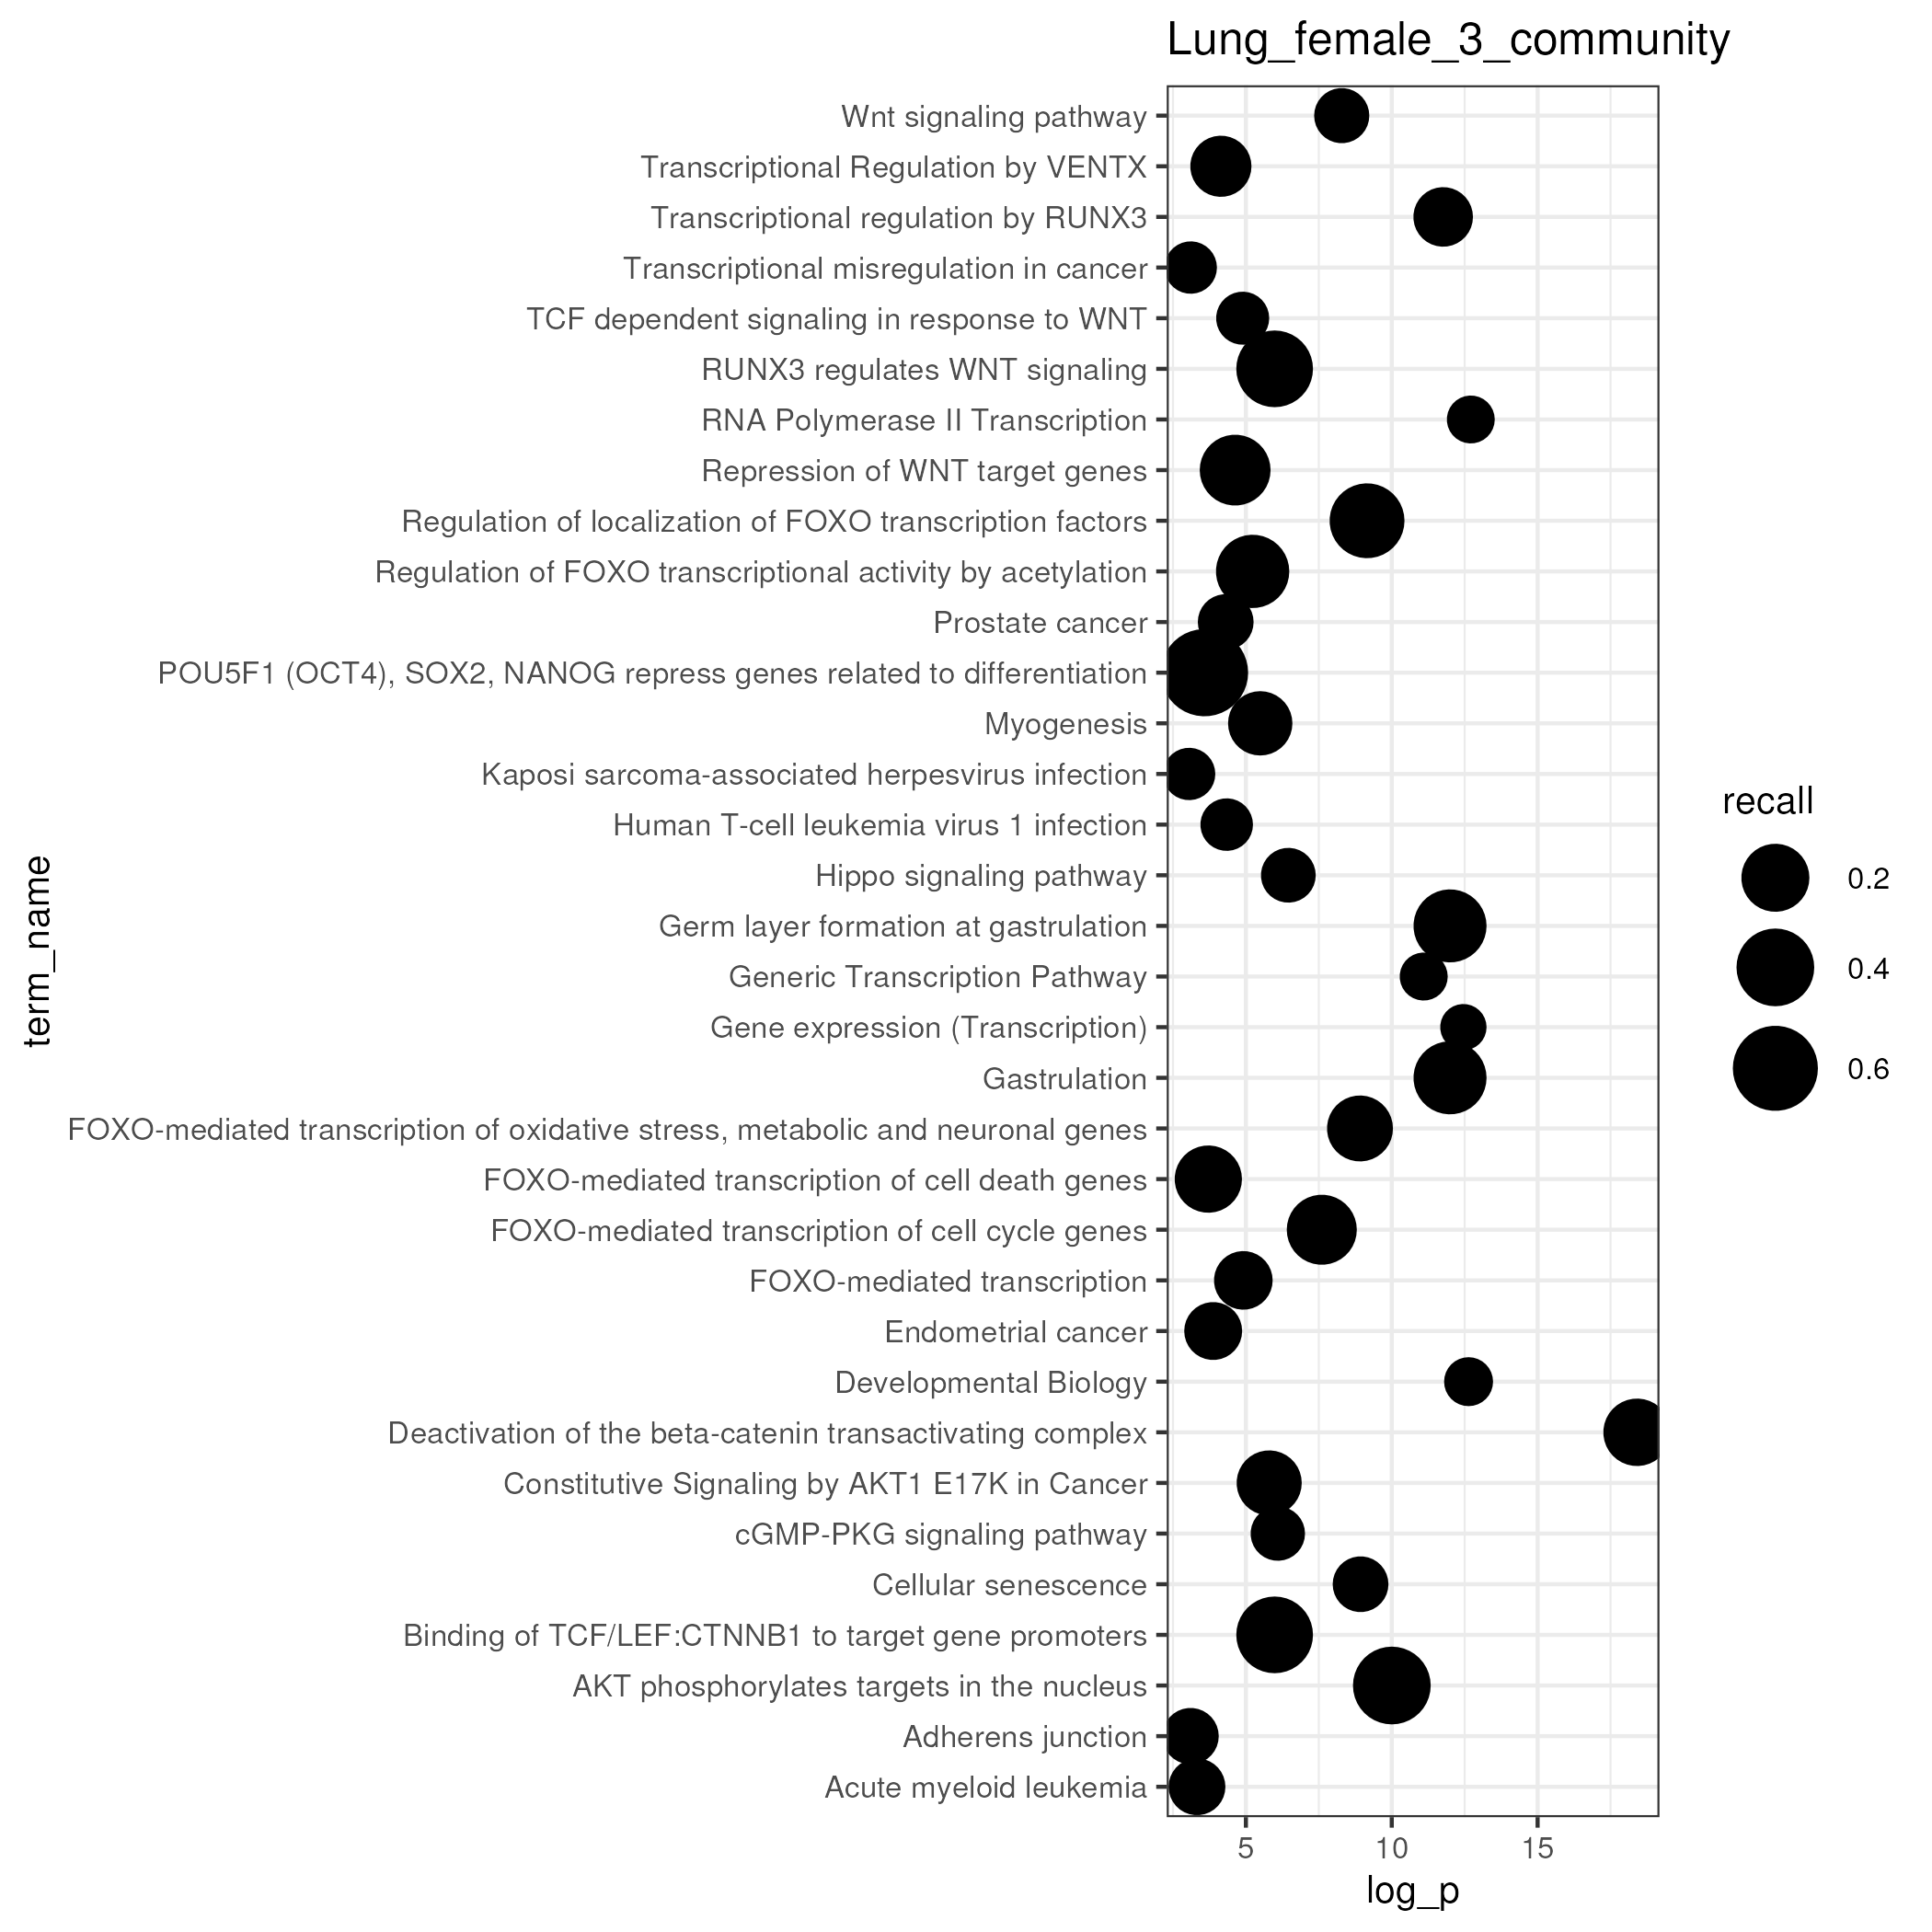 Lung_female_3_community
Wnt signaling pathway
Transcriptional Regulation by VENTX
Transcriptional regulation by RUNX3
Transcriptional misregulation in cancer
TCF dependent signaling in response to WNT
RUNX3 regulates WNT signaling
RNA Polymerase II Transcription
Repression of WNT target genes
Regulation of localization of FOXO transcription factors
Regulation of FOXO transcriptional activity by acetylation
Prostate cancer
POU5F1 (OCT4), SOX2, NANOG repress genes related to differentiation
Myogenesis
Kaposi sarcoma-associated herpesvirus infection
Human T-cell leukemia virus 1 infection
Hippo signaling pathway
Germ layer formation at gastrulation
Generic Transcription Pathway
Gene expression (Transcription)
Gastrulation
FOXO-mediated transcription of oxidative stress, metabolic and neuronal genes
FOXO-mediated transcription of cell death genes
FOXO-mediated transcription of cell cycle genes
FOXO-mediated transcription
Endometrial cancer
Developmental Biology
Deactivation of the beta-catenin transactivating complex
Constitutive Signaling by AKT1 E17K in Cancer
cGMP-PKG signaling pathway
Cellular senescence
Binding of TCF/LEF:CTNNB1 to target gene promoters
AKT phosphorylates targets in the nucleus
Adherens junction
Acute myeloid leukemia
term_name
5 10 15
log_p
recall
0.2
0.4
0.6